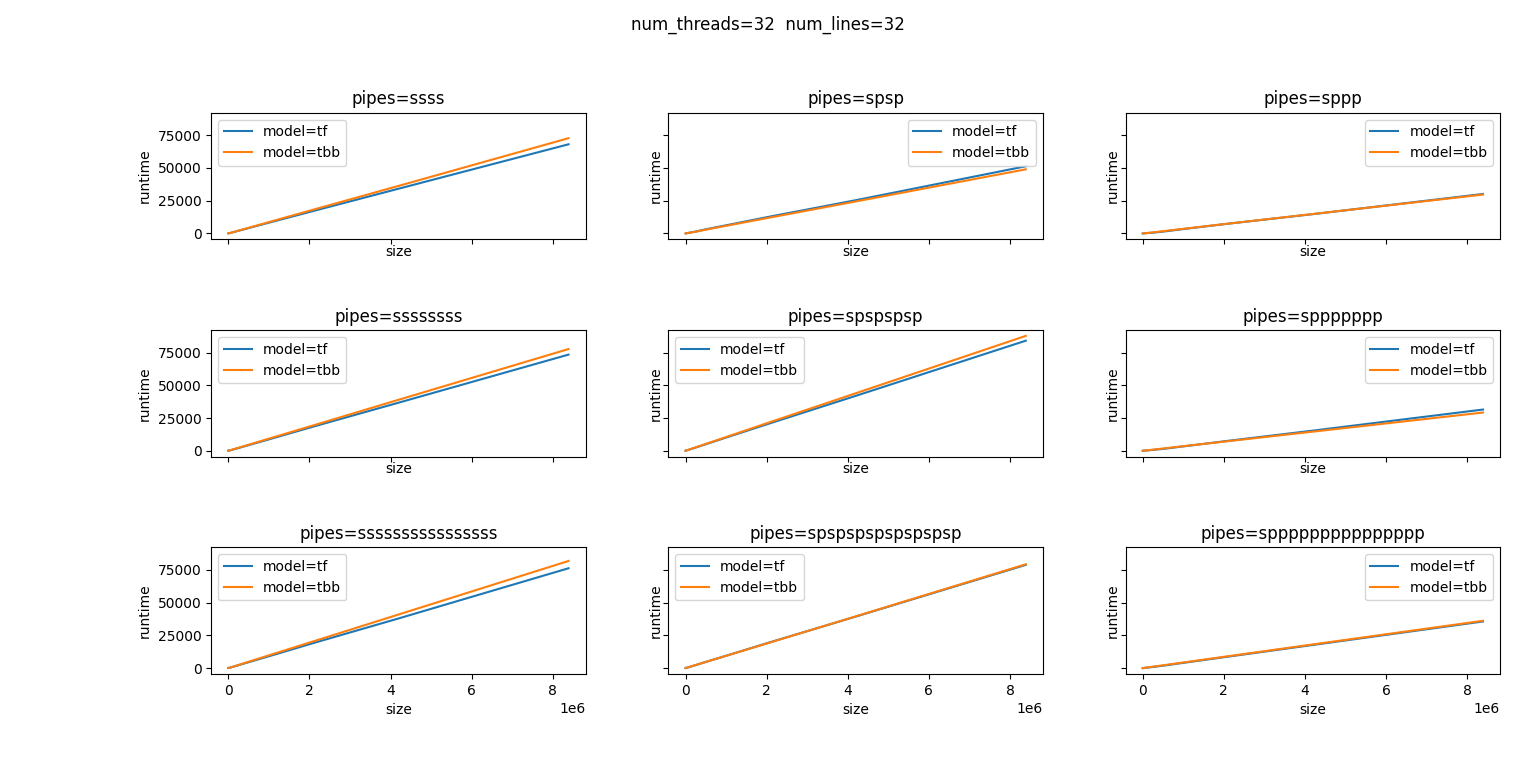 num_threads=32  num_lines=32
pipes=ssss
model=tf
model=tbb
75000
50000
25000
0
runtime
size
pipes=spsp
model=tf
model=tbb
runtime
size
pipes=sppp
model=tf
model=tbb
runtime
size
pipes=ssssssss
model=tf
model=tbb
75000
50000
25000
0
runtime
size
pipes=spspspsp
model=tf
model=tbb
runtime
size
pipes=sppppppp
model=tf
model=tbb
runtime
size
pipes=ssssssssssssssss
model=tf
model=tbb
75000
50000
25000
0
runtime
0 2 4 6 8
size
1e6
pipes=spspspspspspspsp
model=tf
model=tbb
runtime
0 2 4 6 8
size
1e6
pipes=sppppppppppppppp
model=tf
model=tbb
runtime
0 2 4 6 8
size
1e6